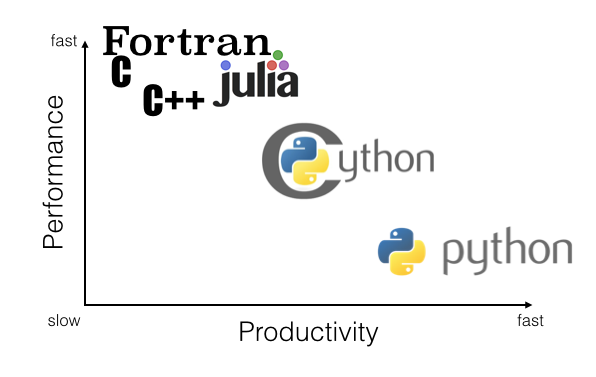 fast
Fortran
C
C++
julia
Cython
python
Performance
slow
fast
Productivity